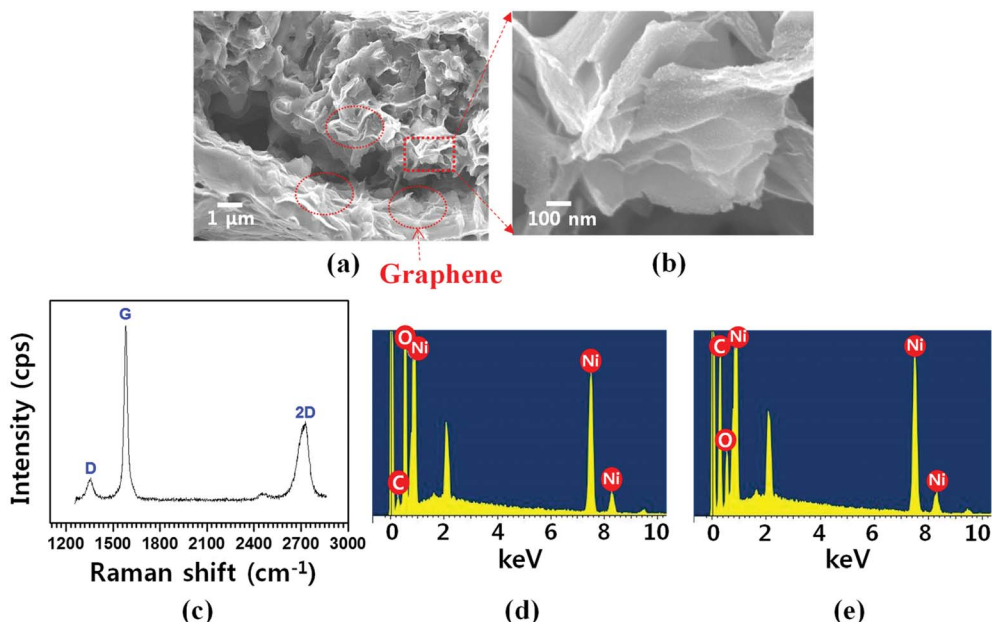 1 µm
100 nm
(a)
Graphene
(b)
Intensity (cps)
G
D
2D
1200 1500 1800 2100 2400 2700 3000
Raman shift (cm-1)
(c)
O
Ni
C
Ni
Ni
0 2 4 6 8 10
keV
(d)
C
Ni
O
Ni
Ni
0 2 4 6 8 10
keV
(e)